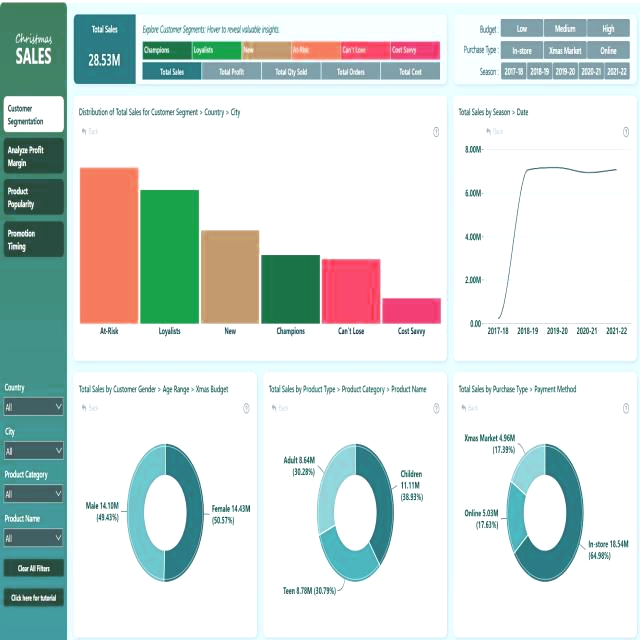 Christmas
SALES
Customer
Segmentation
Analyze Profit
Margin
Product
Popularity
Promotion
Timing
Country
All
City
All
Product Category
All
Product Name
All
Clear All Filters
Click here for tutorial
Total Sales
28.53M
Explore Customer Segments: Hover to reveal valuable insights.
Champions Loyalists New At-Risk Can't Lose Cost Savvy
Total Sales Total Profit Total Qty Sold Total Orders Total Cost
Budget : Low Medium High
Purchase Type : In-store Xmas Market Online
Season : 2017-18 2018-19 2019-20 2020-21 2021-22
Distribution of Total Sales for Customer Segment > Country > City
Back ?
At-Risk Loyalists New Champions Can't Lose Cost Savvy
Total Sales by Season > Date
Back ?
8.00M
6.00M
4.00M
2.00M
0.00
2017-18 2018-19 2019-20 2020-21 2021-22
Total Sales by Customer Gender > Age Range > Xmas Budget
Back ?
Male 14.10M
(49.43%)
Female 14.43M
(50.57%)
Total Sales by Product Type > Product Category > Product Name
Back ?
Adult 8.64M
(30.28%)
Children
11.11M
(38.93%)
Teen 8.78M (30.79%)
Total Sales by Purchase Type > Payment Method
Back ?
Xmas Market 4.96M
(17.39%)
Online 5.03M
(17.63%)
In-store 18.54M
(64.98%)